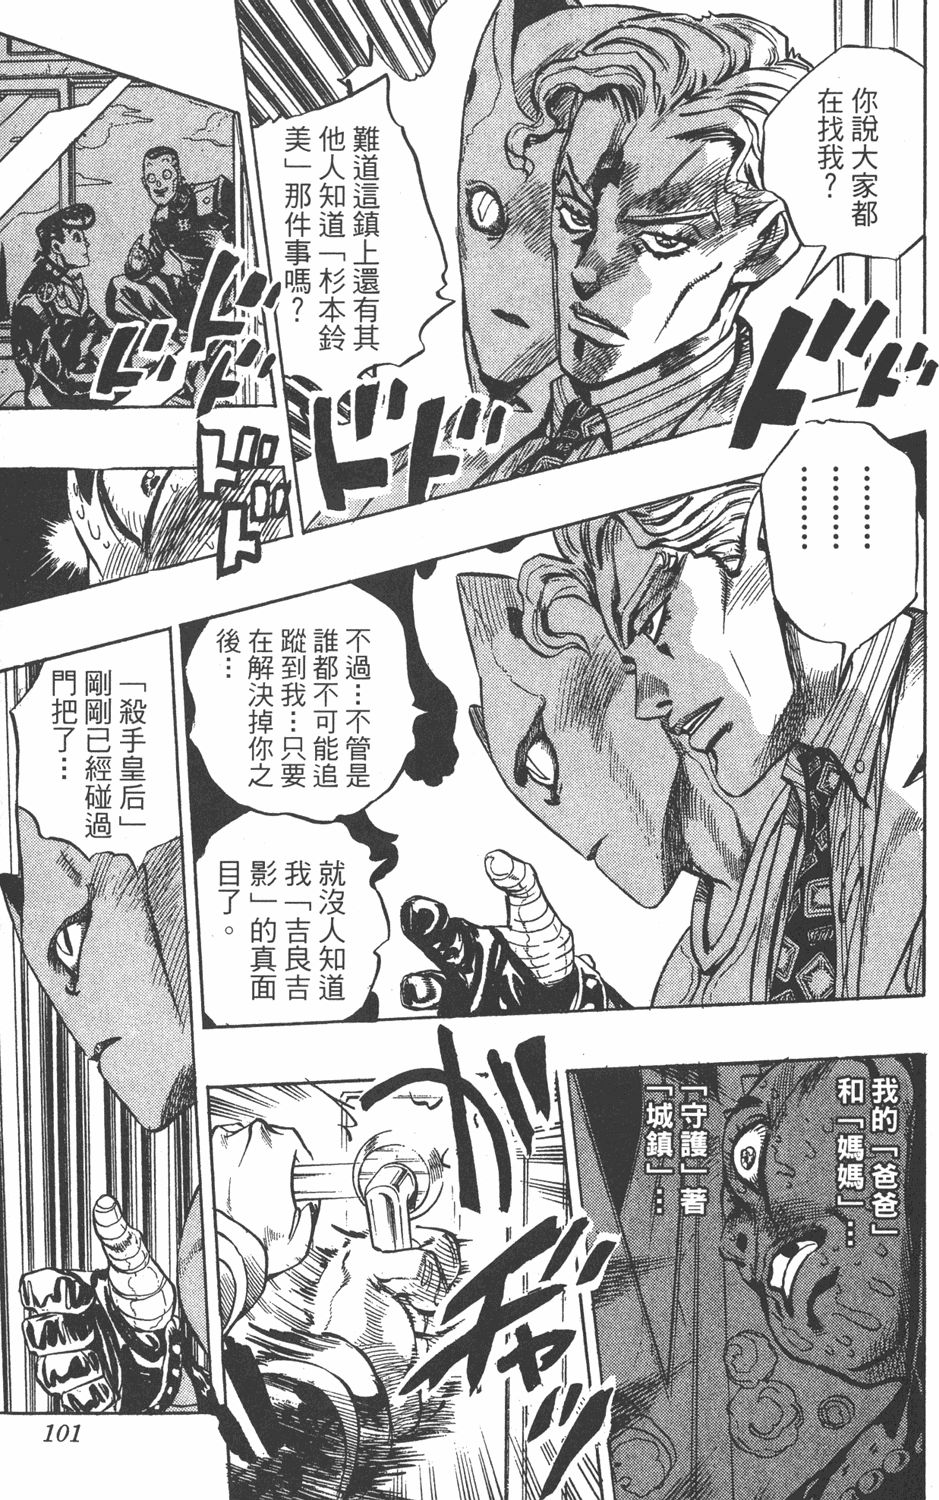 你說大家都
在找我？
難道這鎮上還有其
他人知道「杉本鈴
美」那件事嗎？
ドド
ドドド
ドド
ゴゴ
…………
…………
不過…不管是
誰都不可能追
蹤到我…只要
在解決掉你之
後…
就沒人知道
我「吉良吉
影」的真面
目了。
「殺手皇后」
剛剛已經碰過
門把了…
我的「爸爸」
和「媽媽」…
「守護」著
「城鎮」…
ガチャ
101